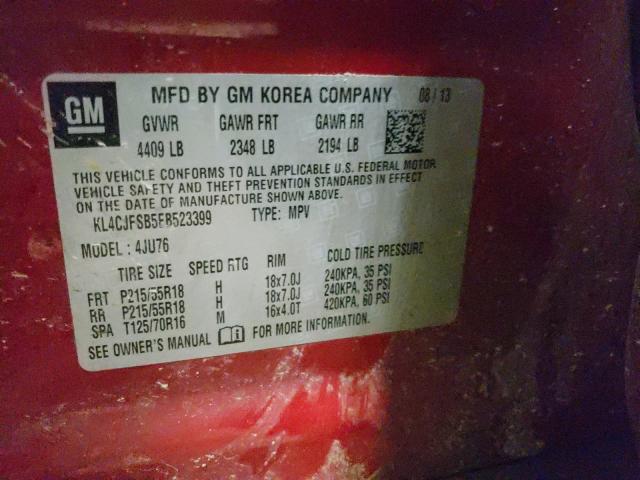 GM
MFD BY GM KOREA COMPANY 08/13
GVWR GAWR FRT GAWR RR
4409 LB 2348 LB 2194 LB
THIS VEHICLE CONFORMS TO ALL APPLICABLE U.S. FEDERAL MOTOR
VEHICLE SAFETY AND THEFT PREVENTION STANDARDS IN EFFECT
ON THE DATE OF MANUFACTURE SHOWN ABOVE.
KL4CJFSB5EB523399 TYPE: MPV
MODEL: 4JU76
TIRE SIZE SPEED RTG RIM COLD TIRE PRESSURE
FRT P215/55R18 H 18x7.0J 240KPA, 35 PSI
RR P215/55R18 H 18x7.0J 240KPA, 35 PSI
SPA T125/70R16 M 16x4.0T 420KPA, 60 PSI
SEE OWNER'S MANUAL FOR MORE INFORMATION.